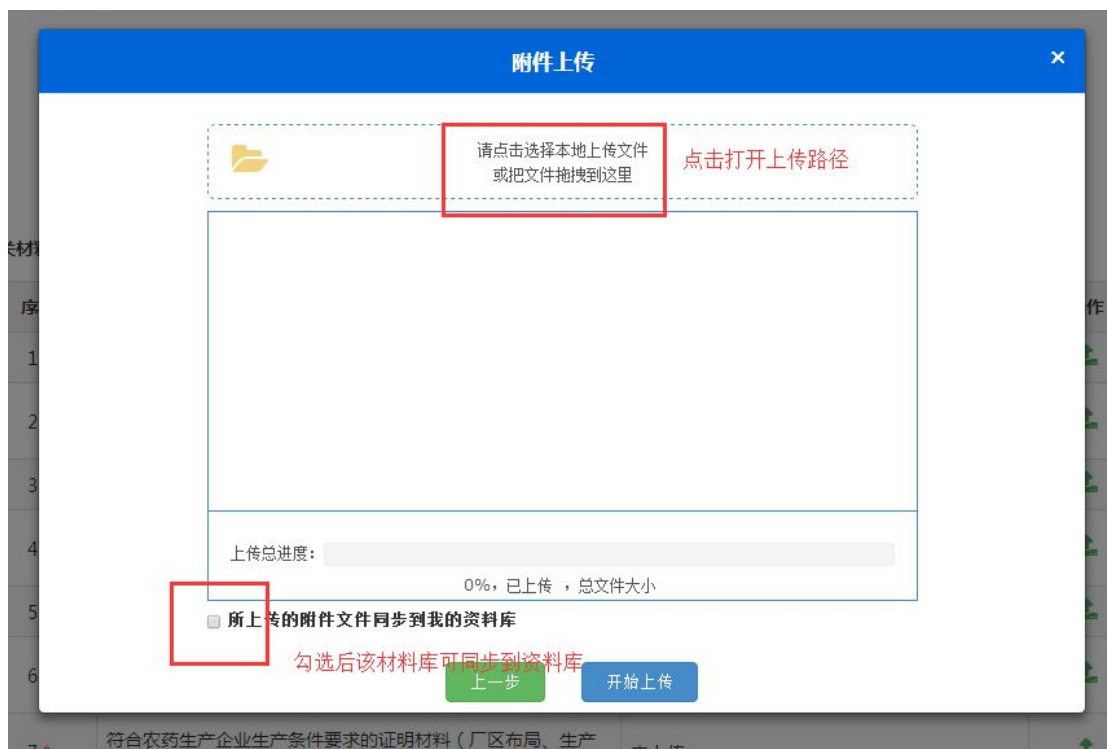 附件上传
×
请点击选择本地上传文件
或把文件拖拽到这里
点击打开上传路径
关材料
序
作
1
2
3
4
上传总进度：
0%，已上传 ，总文件大小
5
所上传的附件文件同步到我的资料库
勾选后该材料库可同步到资料库
6
上一步
开始上传
符合农药生产企业生产条件要求的证明材料（厂区布局、生产